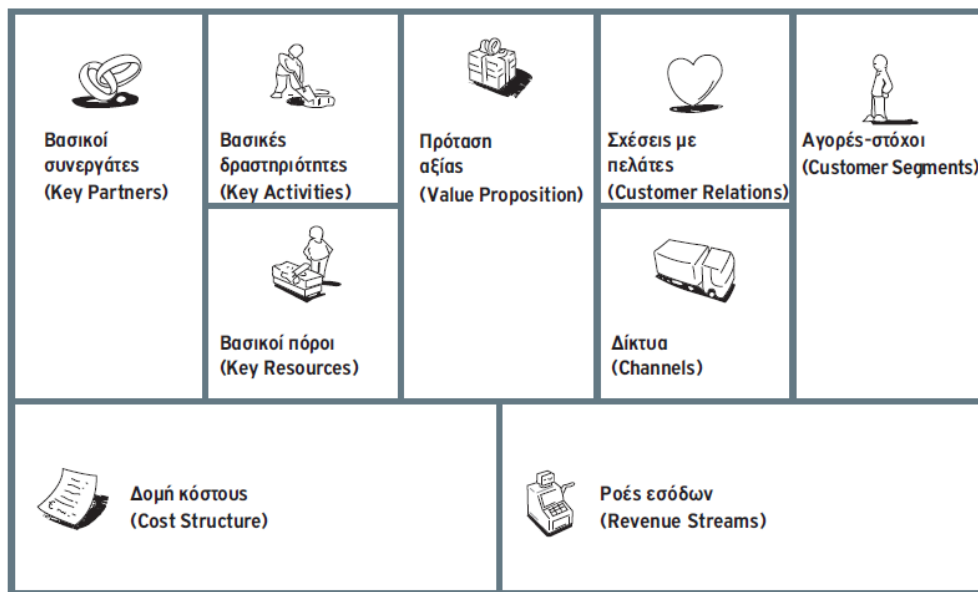 Βασικοί
συνεργάτες
(Key Partners)
Βασικές
δραστηριότητες
(Key Activities)
Βασικοί πόροι
(Key Resources)
Πρόταση
αξίας
(Value Proposition)
Σχέσεις με
πελάτες
(Customer Relations)
Δίκτυα
(Channels)
Αγορές-στόχοι
(Customer Segments)
Δομή κόστους
(Cost Structure)
Ροές εσόδων
(Revenue Streams)